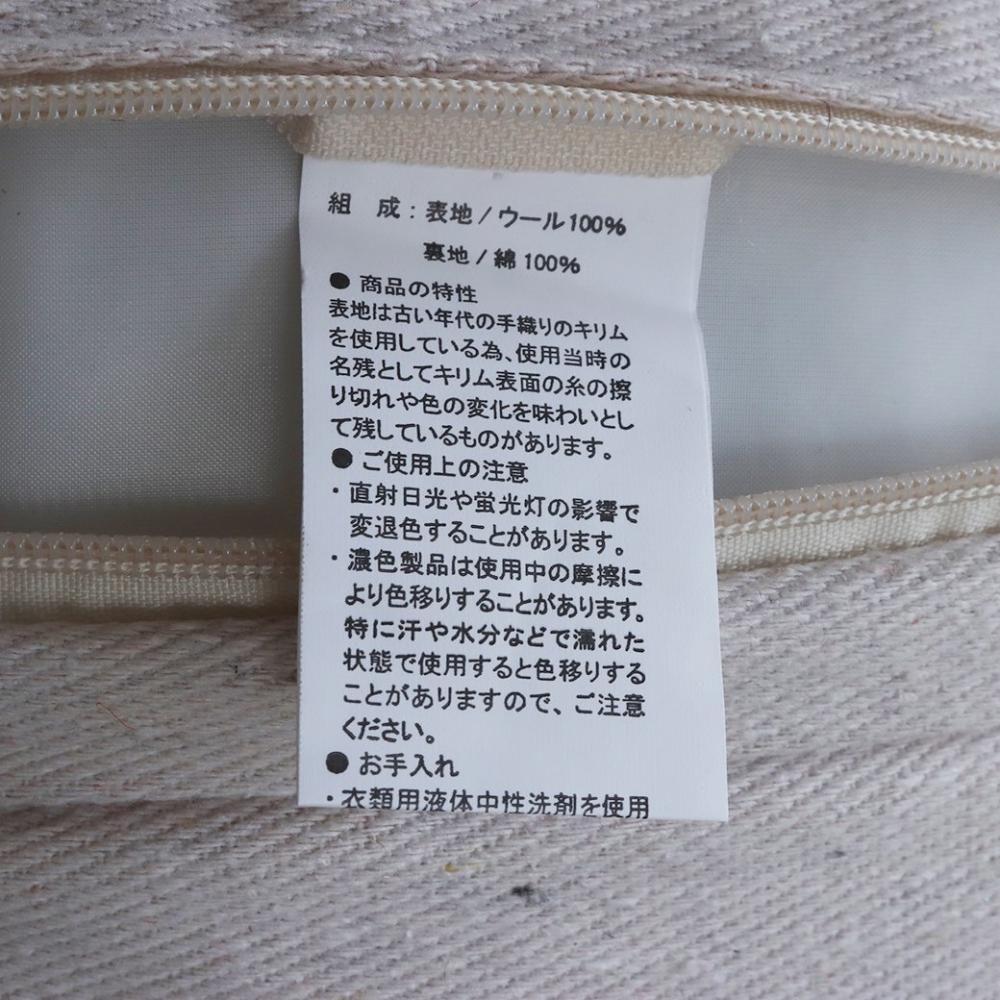 組　成：表地/ウール100%
裏地/綿100%
● 商品の特性
表地は古い年代の手織りのキリム
を使用している為、使用当時の
名残としてキリム表面の糸の擦
り切れや色の変化を味わいとし
て残しているものがあります。
● ご使用上の注意
・直射日光や蛍光灯の影響で
変退色することがあります。
・濃色製品は使用中の摩擦に
より色移りすることがあります。
特に汗や水分などで濡れた
状態で使用すると色移りする
ことがありますので、ご注意
ください。
● お手入れ
・衣類用液体中性洗剤を使用